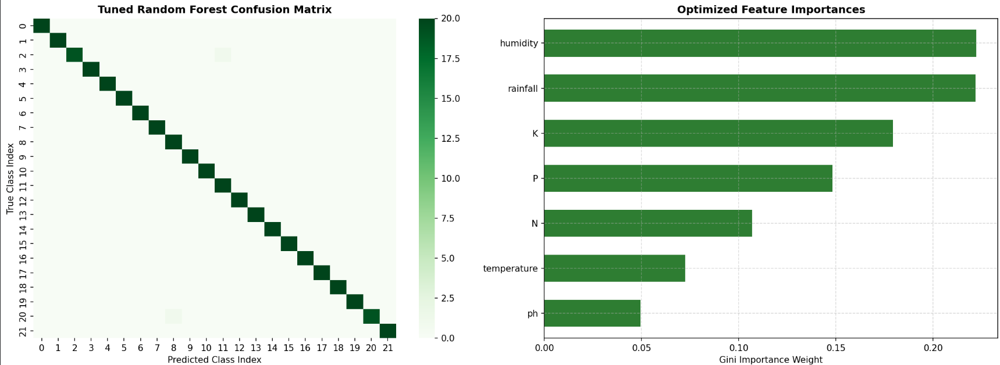 Tuned Random Forest Confusion Matrix
True Class Index
0
1
2
3
4
5
6
7
8
9
10
11
12
13
14
15
16
17
18
19
20
21
0 1 2 3 4 5 6 7 8 9 10 11 12 13 14 15 16 17 18 19 20 21
Predicted Class Index
20.0
17.5
15.0
12.5
10.0
7.5
5.0
2.5
0.0
Optimized Feature Importances
humidity
rainfall
K
P
N
temperature
ph
0.00 0.05 0.10 0.15 0.20
Gini Importance Weight